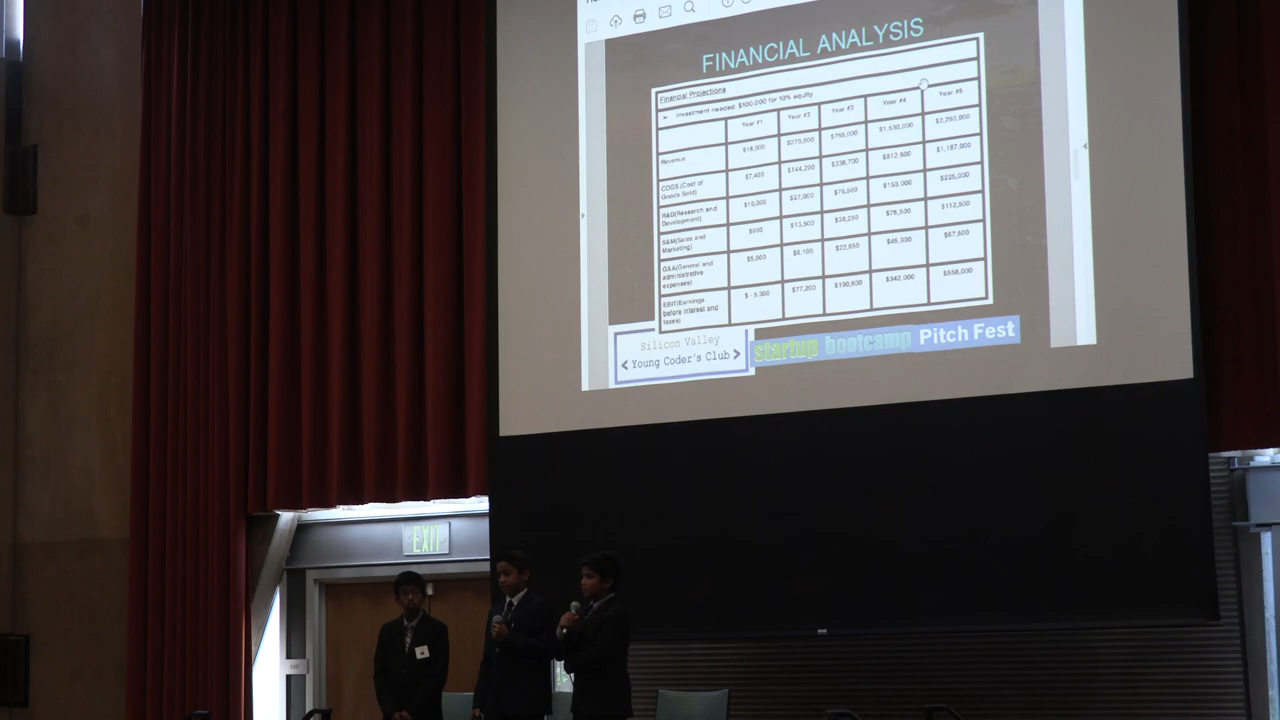 FINANCIAL ANALYSIS
Financial Projections
➤ Investment needed: $100,000 for 10% equity
Year #1 Year #2 Year #3 Year #4 Year #5
Revenue $18,000 $270,000 $765,000 $1,530,000 $2,250,000
COGS (Cost of
Goods Sold) $7,400 $144,200 $336,700 $812,600 $1,187,000
R&D(Research and
Development) $10,000 $27,000 $76,500 $153,000 $225,000
S&M(Sales and
Marketing) $900 $13,500 $38,250 $76,500 $112,500
G&A(General and
administrative
expenses) $5,000 $8,100 $22,950 $45,900 $67,500
EBIT(Earnings
before interest and
taxes) $ - 5,300 $77,200 $190,600 $342,000 $658,000
Silicon Valley
< Young Coder's Club >
startup bootcamp Pitch Fest
EXIT